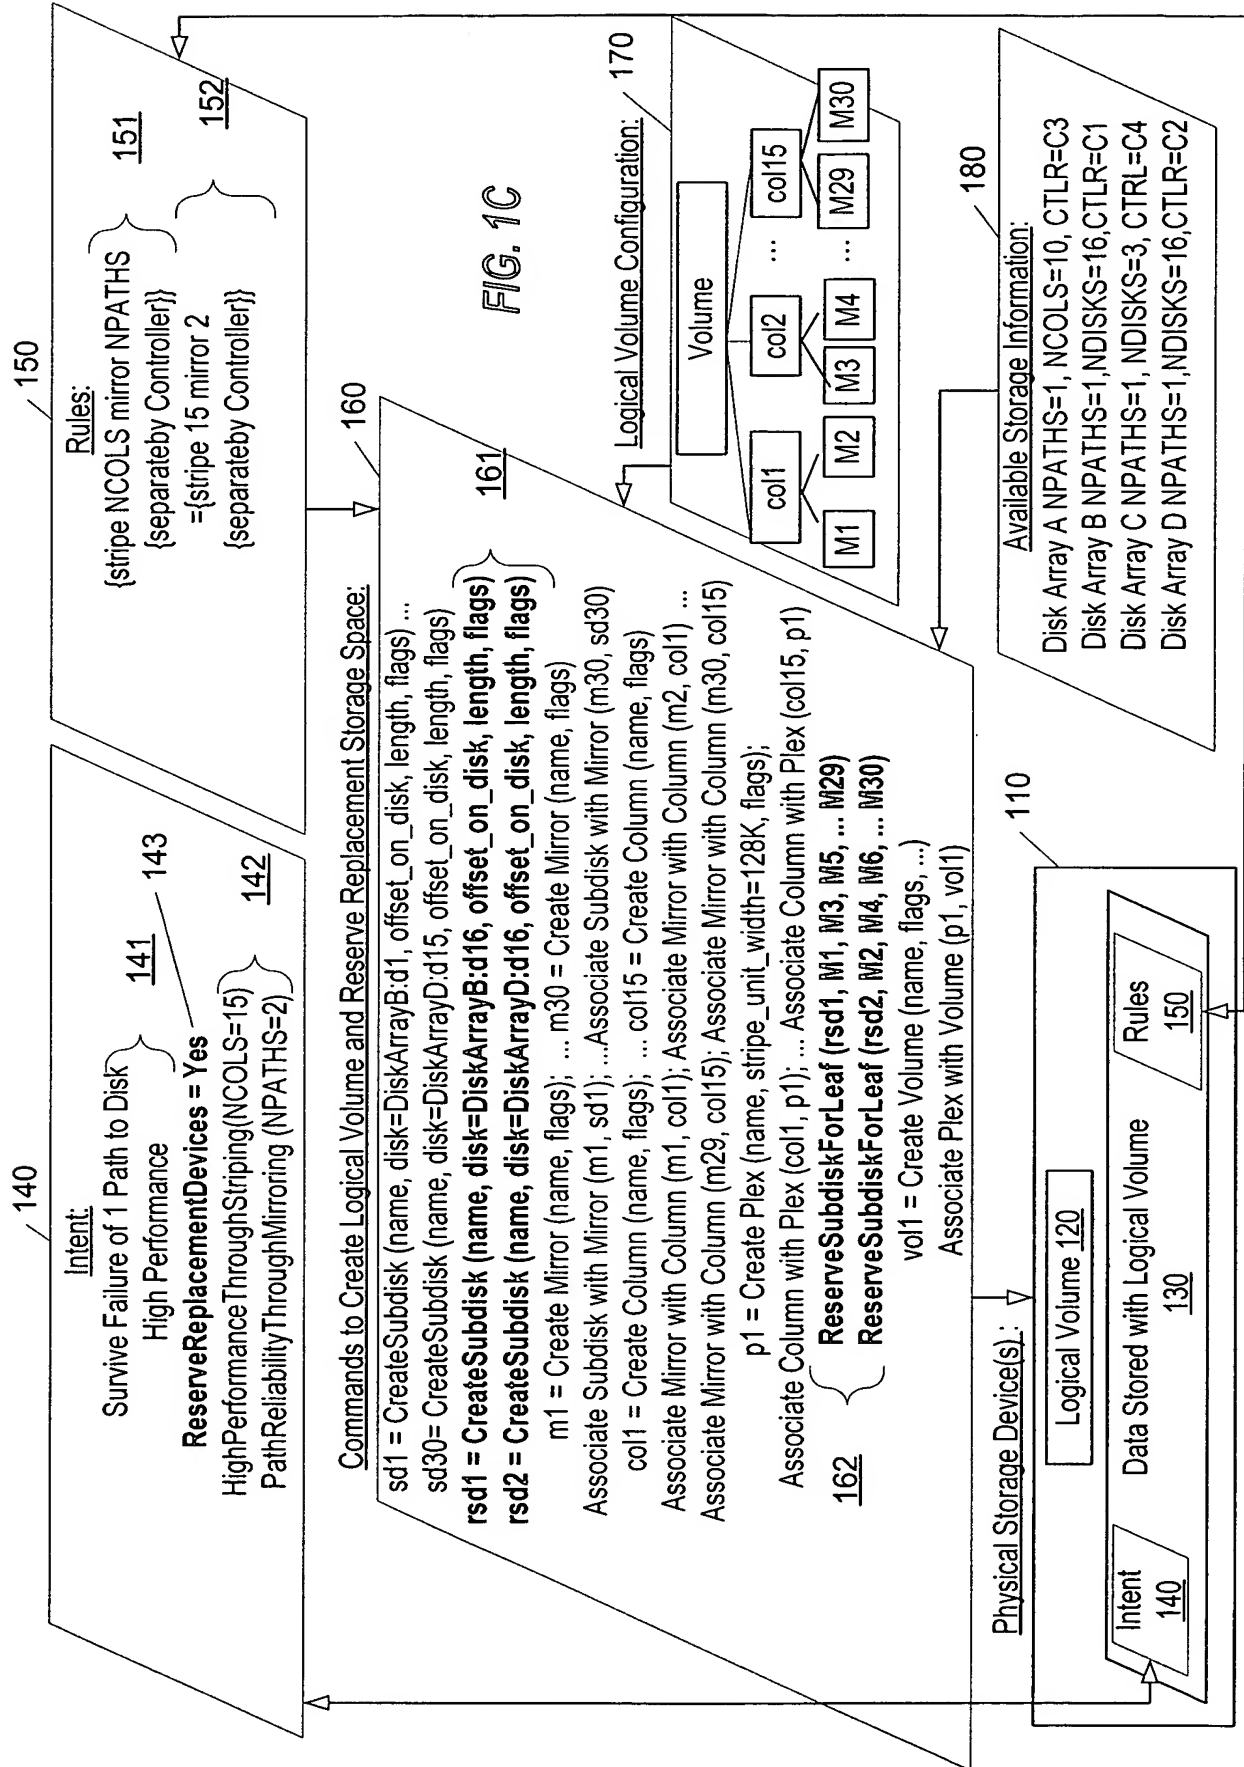 140
Intent:
Survive Failure of 1 Path to Disk
High Performance
141
143
ReserveReplacementDevices = Yes
HighPerformanceThroughStriping(NCOLS=15)
PathReliabilityThroughMirroring (NPATHS=2)
142
150
Rules:
{stripe NCOLS mirror NPATHS
{separateby Controller}}
151
={stripe 15 mirror 2
{separateby Controller}}
152
160
Commands to Create Logical Volume and Reserve Replacement Storage Space:
sd1 = CreateSubdisk (name, disk=DiskArrayB:d1, offset_on_disk, length, flags) ...
sd30= CreateSubdisk (name, disk=DiskArrayD:d15, offset_on_disk, length, flags)
rsd1 = CreateSubdisk (name, disk=DiskArrayB:d16, offset_on_disk, length, flags)
rsd2 = CreateSubdisk (name, disk=DiskArrayD:d16, offset_on_disk, length, flags)
161
m1 = Create Mirror (name, flags); ... m30 = Create Mirror (name, flags)
Associate Subdisk with Mirror (m1, sd1); ...Associate Subdisk with Mirror (m30, sd30)
col1 = Create Column (name, flags); ... col15 = Create Column (name, flags)
Associate Mirror with Column (m1, col1); Associate Mirror with Column (m2, col1) ...
Associate Mirror with Column (m29, col15); Associate Mirror with Column (m30, col15)
p1 = Create Plex (name, stripe_unit_width=128K, flags);
Associate Column with Plex (col1, p1); ... Associate Column with Plex (col15, p1)
ReserveSubdiskForLeaf (rsd1, M1, M3, M5, ... M29)
ReserveSubdiskForLeaf (rsd2, M2, M4, M6, ... M30)
162
vol1 = Create Volume (name, flags, ...)
Associate Plex with Volume (p1, vol1)
FIG. 1C
Logical Volume Configuration:
170
Volume
col1
col2
...
col15
M1
M2
M3
M4
...
M29
M30
Available Storage Information:
180
Disk Array A NPATHS=1, NCOLS=10, CTLR=C3
Disk Array B NPATHS=1,NDISKS=16,CTLR=C1
Disk Array C NPATHS=1, NDISKS=3, CTRL=C4
Disk Array D NPATHS=1,NDISKS=16,CTLR=C2
Physical Storage Device(s) :
110
Logical Volume 120
Data Stored with Logical Volume
130
Intent
140
Rules
150